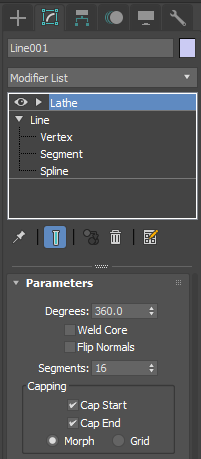 Line001
Modifier List
Lathe
Line
Vertex
Segment
Spline
Parameters
Degrees: 360.0
Weld Core
Flip Normals
Segments: 16
Capping
Cap Start
Cap End
Morph Grid